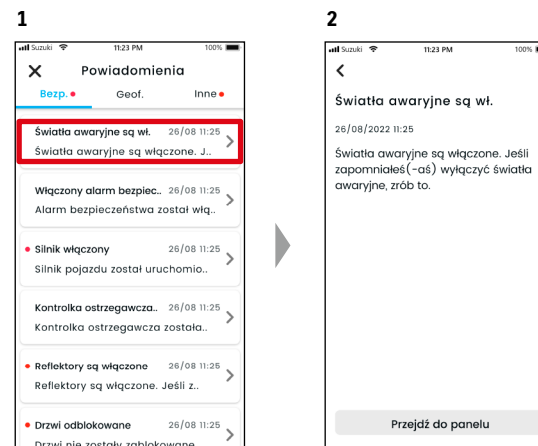 1
Suzuki 11:23 PM 100%
Powiadomienia
Bezp. Geof. Inne
Światła awaryjne są wł. 26/08 11:25
Światła awaryjne są włączone. J..
Włączony alarm bezpiec.. 26/08 11:25
Alarm bezpieczeństwa został włą..
Silnik włączony 26/08 11:25
Silnik pojazdu został uruchomio..
Kontrolka ostrzegawcza.. 26/08 11:25
Kontrolka ostrzegawcza została..
Reflektory są włączone 26/08 11:25
Reflektory są włączone. Jeśli z..
Drzwi odblokowane 26/08 11:25
Drzwi nie zostały zablokowane
2
Suzuki 11:23 PM 100%
Światła awaryjne są wł.
26/08/2022 11:25
Światła awaryjne są włączone. Jeśli
zapomniałeś(-aś) wyłączyć światła
awaryjne, zrób to.
Przejdź do panelu